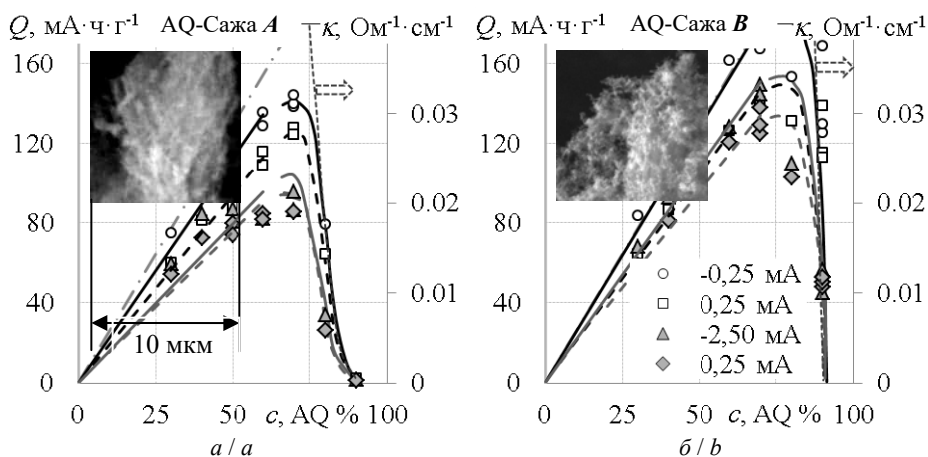 Q, мА·ч·г⁻¹ AQ-Сажа A κ, Ом⁻¹·см⁻¹
160
120
80
40
0
0.03
0.02
0.01
0
10 мкм
0 25 50 75 100
c, AQ %
а / a
Q, мА·ч·г⁻¹ AQ-Сажа B κ, Ом⁻¹·см⁻¹
160
120
80
40
0
0.03
0.02
0.01
0
-0,25 мА
0,25 мА
-2,50 мА
0,25 мА
0 25 50 75 100
c, AQ %
б / b